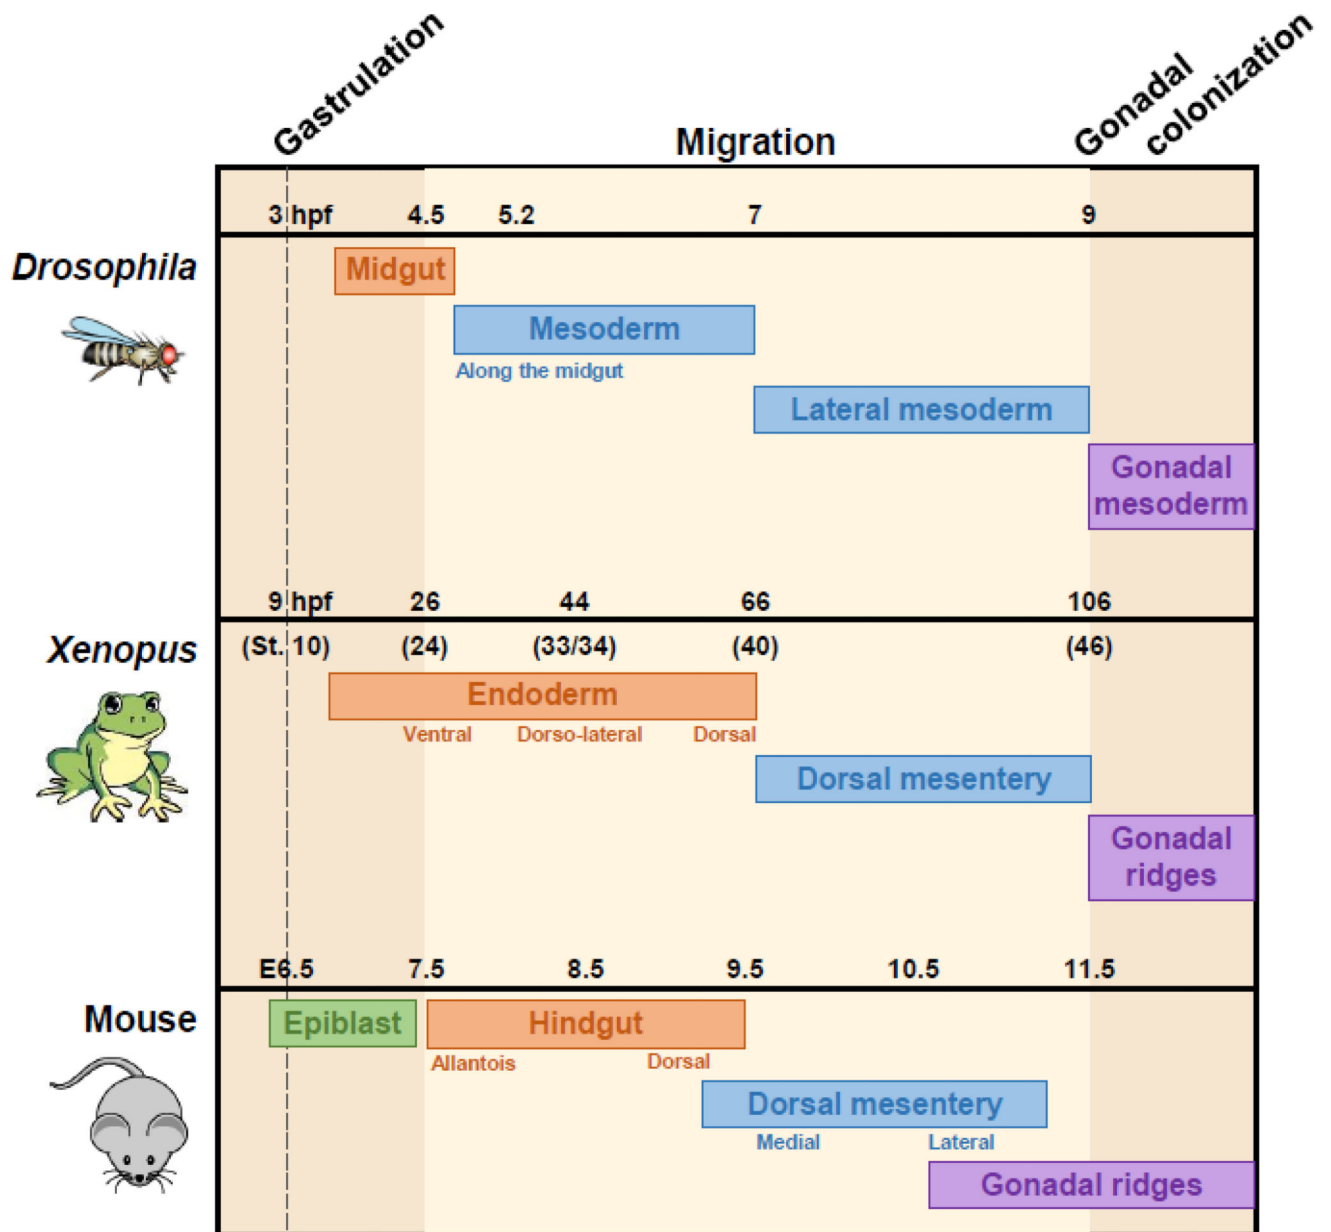 Gastrulation
Migration
Gonadal
colonization
3 hpf 4.5 5.2 7 9
Drosophila
Midgut
Mesoderm
Along the midgut
Lateral mesoderm
Gonadal
mesoderm
9 hpf 26 44 66 106
Xenopus
(St. 10) (24) (33/34) (40) (46)
Endoderm
Ventral Dorso-lateral Dorsal
Dorsal mesentery
Gonadal
ridges
E6.5 7.5 8.5 9.5 10.5 11.5
Mouse
Epiblast Hindgut
Allantois Dorsal
Dorsal mesentery
Medial Lateral
Gonadal ridges